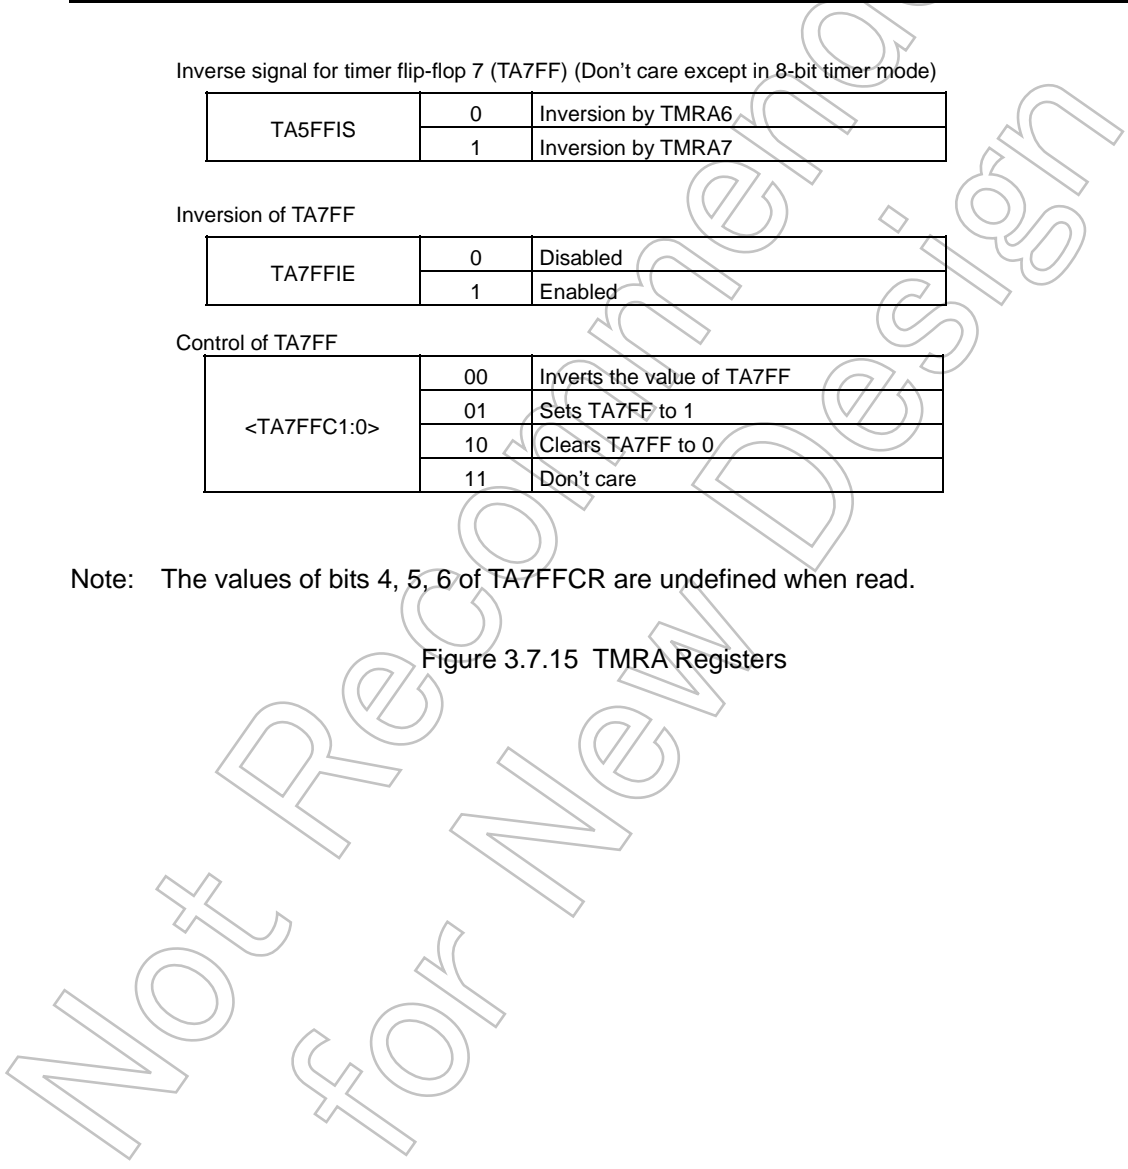 Inverse signal for timer flip-flop 7 (TA7FF) (Don't care except in 8-bit timer mode)
TA5FFIS
0 Inversion by TMRA6
1 Inversion by TMRA7
Inversion of TA7FF
TA7FFIE
0 Disabled
1 Enabled
Control of TA7FF
<TA7FFC1:0>
00 Inverts the value of TA7FF
01 Sets TA7FF to 1
10 Clears TA7FF to 0
11 Don't care
Note: The values of bits 4, 5, 6 of TA7FFCR are undefined when read.
Figure 3.7.15 TMRA Registers
Not Recommended
for New Design